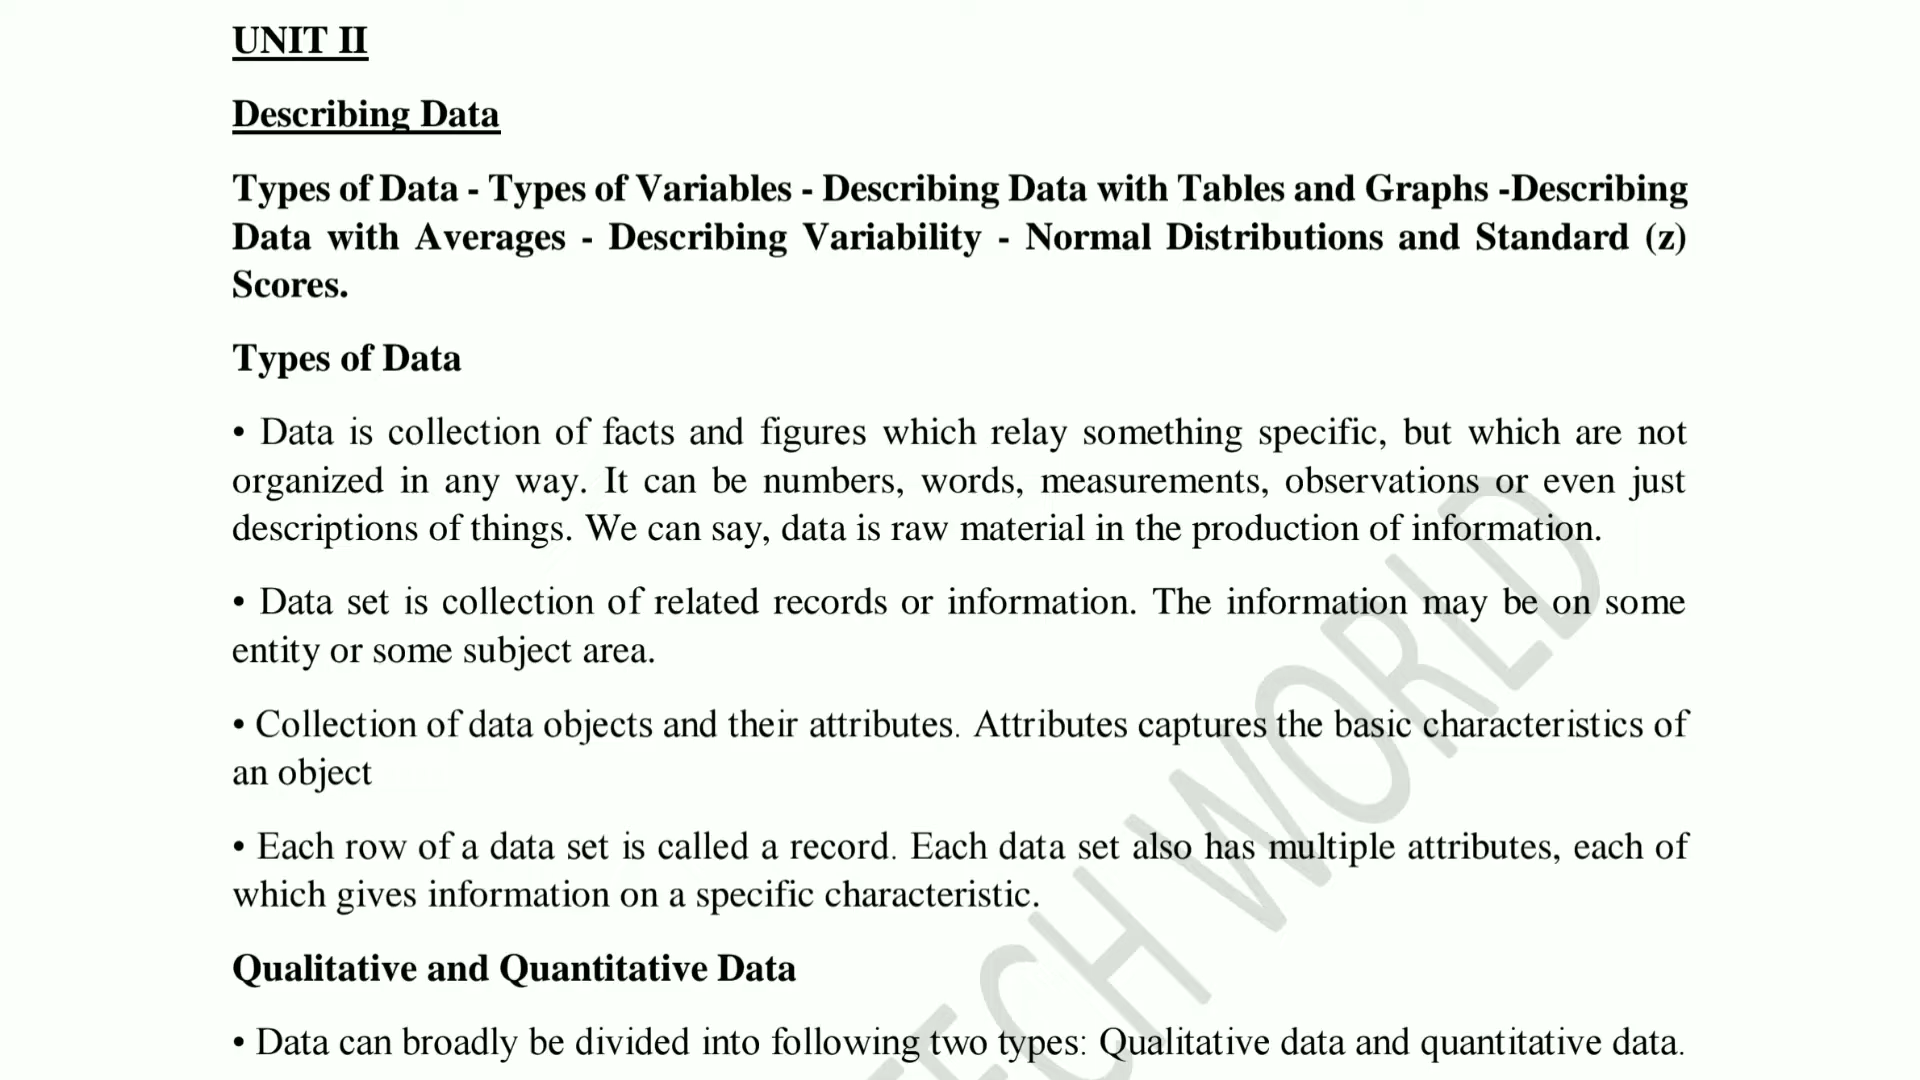 UNIT II
Describing Data
Types of Data - Types of Variables - Describing Data with Tables and Graphs -Describing
Data with Averages - Describing Variability - Normal Distributions and Standard (z)
Scores.
Types of Data
• Data is collection of facts and figures which relay something specific, but which are not
organized in any way. It can be numbers, words, measurements, observations or even just
descriptions of things. We can say, data is raw material in the production of information.
• Data set is collection of related records or information. The information may be on some
entity or some subject area.
• Collection of data objects and their attributes. Attributes captures the basic characteristics of
an object
• Each row of a data set is called a record. Each data set also has multiple attributes, each of
which gives information on a specific characteristic.
Qualitative and Quantitative Data
• Data can broadly be divided into following two types: Qualitative data and quantitative data.
TECH WORLD